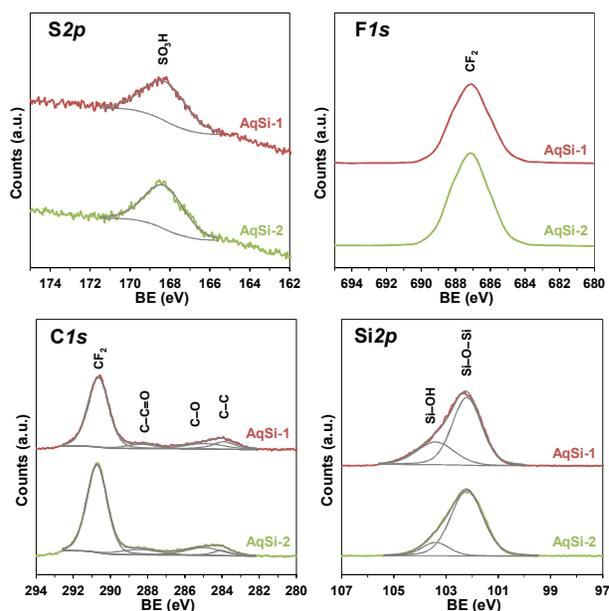 S2p
SO3H
AqSi-1
AqSi-2
Counts (a.u.)
174 172 170 168 166 164 162
BE (eV)
F1s
CF2
AqSi-1
AqSi-2
Counts (a.u.)
694 692 690 688 686 684 682 680
BE (eV)
C1s
CF2
C–C=O
C–O
C–C
AqSi-1
AqSi-2
Counts (a.u.)
294 292 290 288 286 284 282 280
BE (eV)
Si2p
Si–OH
Si–O–Si
AqSi-1
AqSi-2
Counts (a.u.)
107 105 103 101 99 97
BE (eV)